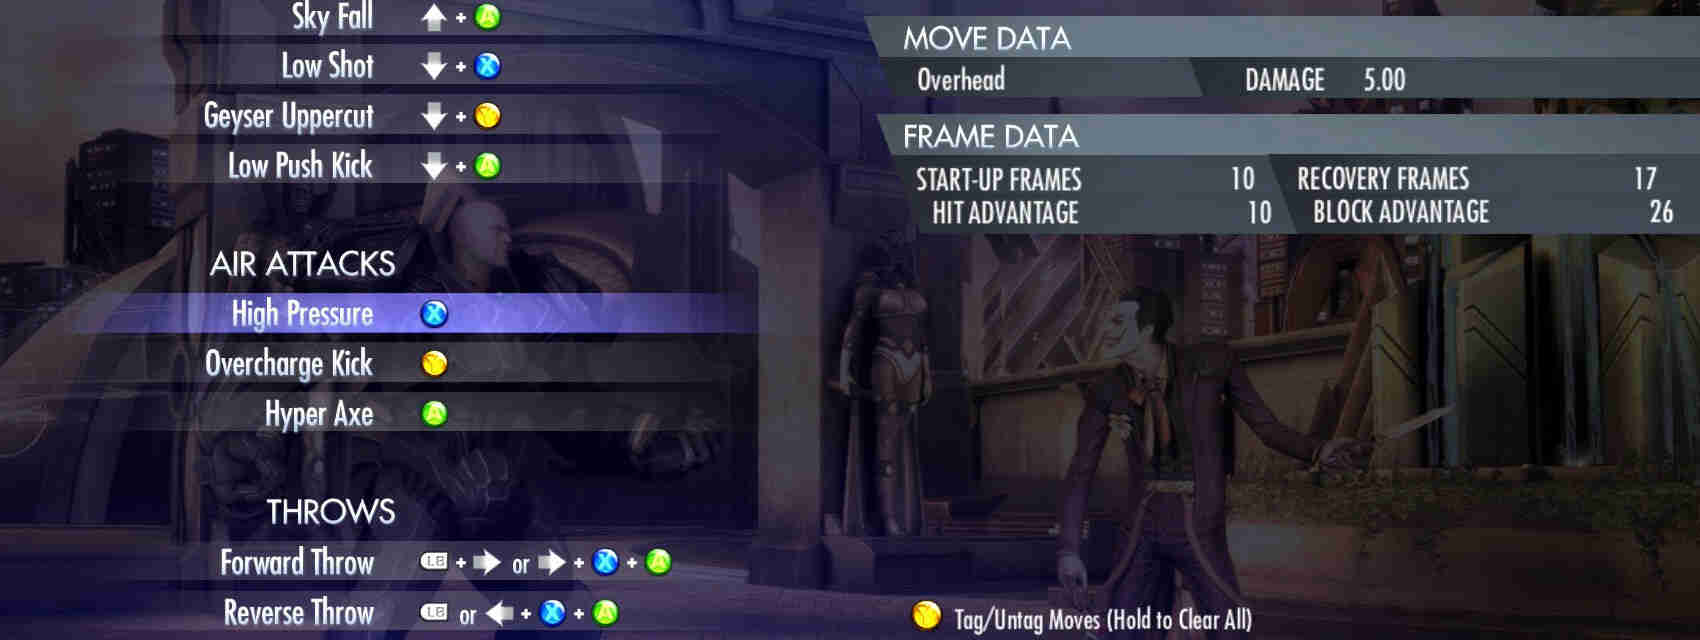 Sky Fall + A
Low Shot + X
Geyser Uppercut + Y
Low Push Kick + A
AIR ATTACKS
High Pressure X
Overcharge Kick Y
Hyper Axe A
THROWS
Forward Throw LB + or + X + A
Reverse Throw LB or + X + A
MOVE DATA
Overhead DAMAGE 5.00
FRAME DATA
START-UP FRAMES 10 RECOVERY FRAMES 17
HIT ADVANTAGE 10 BLOCK ADVANTAGE 26
Y Tag/Untag Moves (Hold to Clear All)